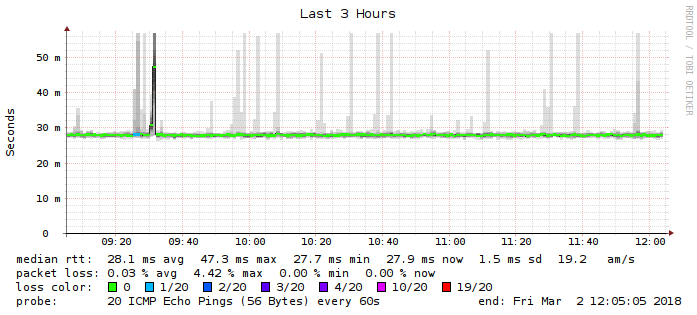 Last 3 Hours
RRDTOOL / TOBI OETIKER
Seconds
50 m
40 m
30 m
20 m
10 m
0
09:20 09:40 10:00 10:20 10:40 11:00 11:20 11:40 12:00
median rtt: 28.1 ms avg 47.3 ms max 27.7 ms min 27.9 ms now 1.5 ms sd 19.2 am/s
packet loss: 0.03 % avg 4.42 % max 0.00 % min 0.00 % now
loss color: 0 1/20 2/20 3/20 4/20 10/20 19/20
probe: 20 ICMP Echo Pings (56 Bytes) every 60s end: Fri Mar 2 12:05:05 2018